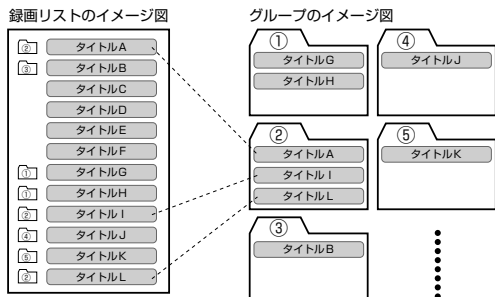 録画リストのイメージ図
② タイトルA
③ タイトルB
タイトルC
タイトルD
タイトルE
タイトルF
① タイトルG
① タイトルH
② タイトルI
④ タイトルJ
⑤ タイトルK
② タイトルL
グループのイメージ図
①
タイトルG
タイトルH
④
タイトルJ
②
タイトルA
タイトルI
タイトルL
⑤
タイトルK
③
タイトルB